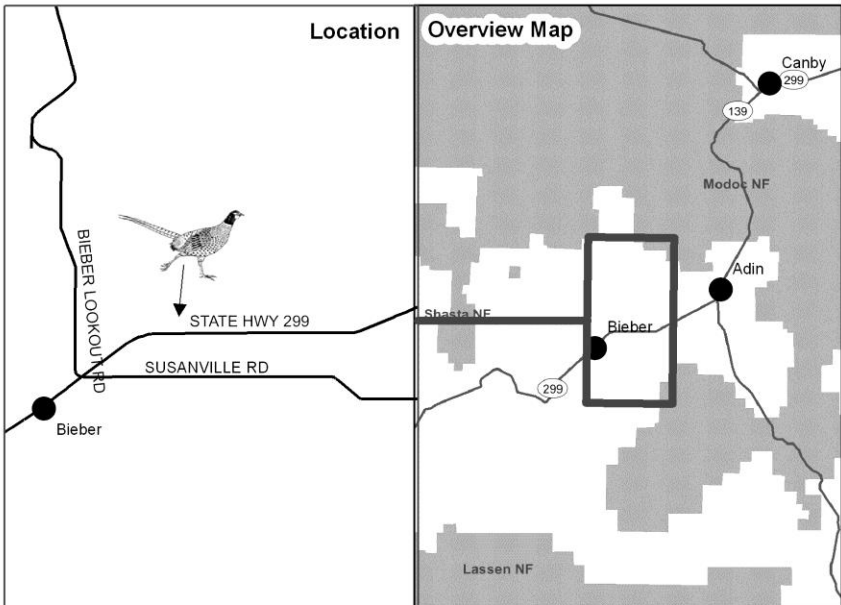 Location
BIEBER LOOKOUT RD
STATE HWY 299
SUSANVILLE RD
Bieber
Overview Map
Canby
299
139
Modoc NF
Adin
Shasta NF
Bieber
299
Lassen NF